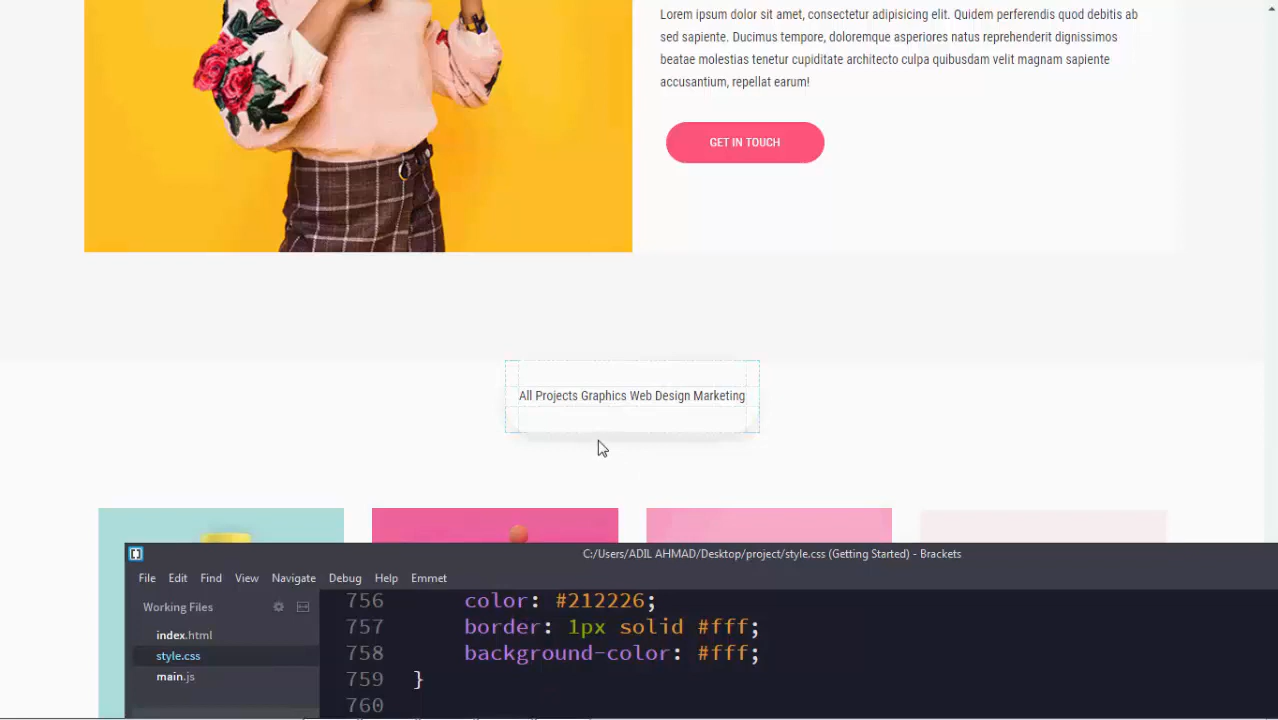 Lorem ipsum dolor sit amet, consectetur adipisicing elit. Quidem perferendis quod debitis ab
sed sapiente. Ducimus tempore, doloremque asperiores natus reprehenderit dignissimos
beatae molestias tenetur cupiditate architecto culpa quibusdam velit magnam sapiente
accusantium, repellat earum!
GET IN TOUCH
All Projects Graphics Web Design Marketing
C:/Users/ADIL AHMAD/Desktop/project/style.css (Getting Started) - Brackets
File Edit Find View Navigate Debug Help Emmet
Working Files
index.html
style.css
main.js
756 color: #212226;
757 border: 1px solid #fff;
758 background-color: #fff;
759 }
760